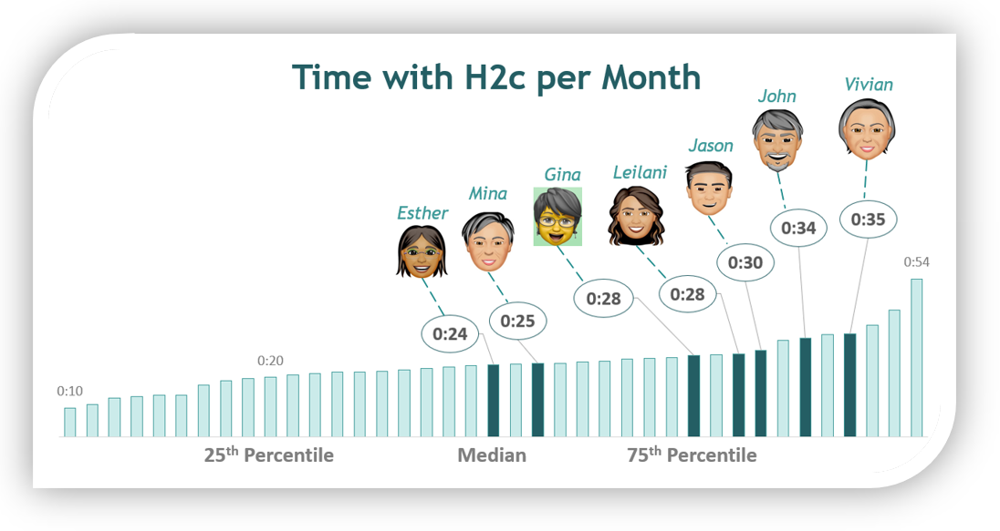 Time with H2c per Month
Vivian
John
Jason
Leilani
Gina
Mina
Esther
0:35
0:34
0:30
0:28
0:28
0:25
0:24
0:54
0:20
0:10
25th Percentile
Median
75th Percentile